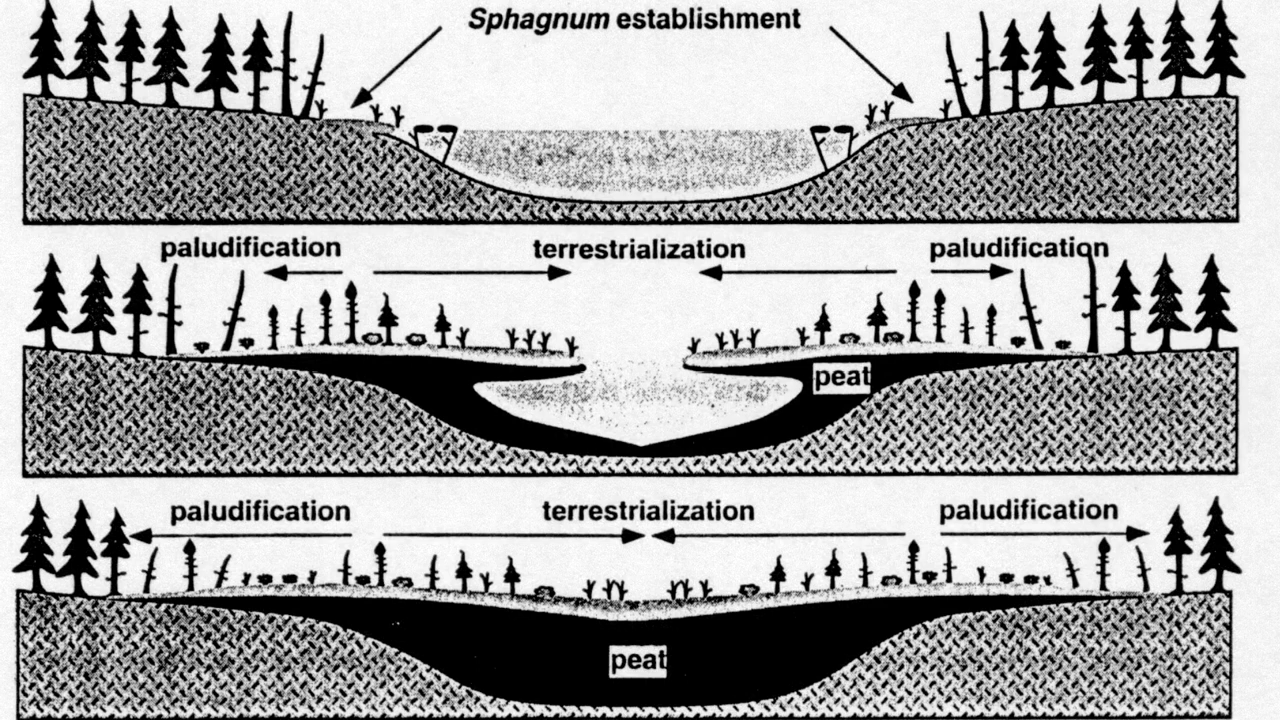 Sphagnum establishment
paludification terrestrialization paludification
peat
paludification terrestrialization paludification
peat